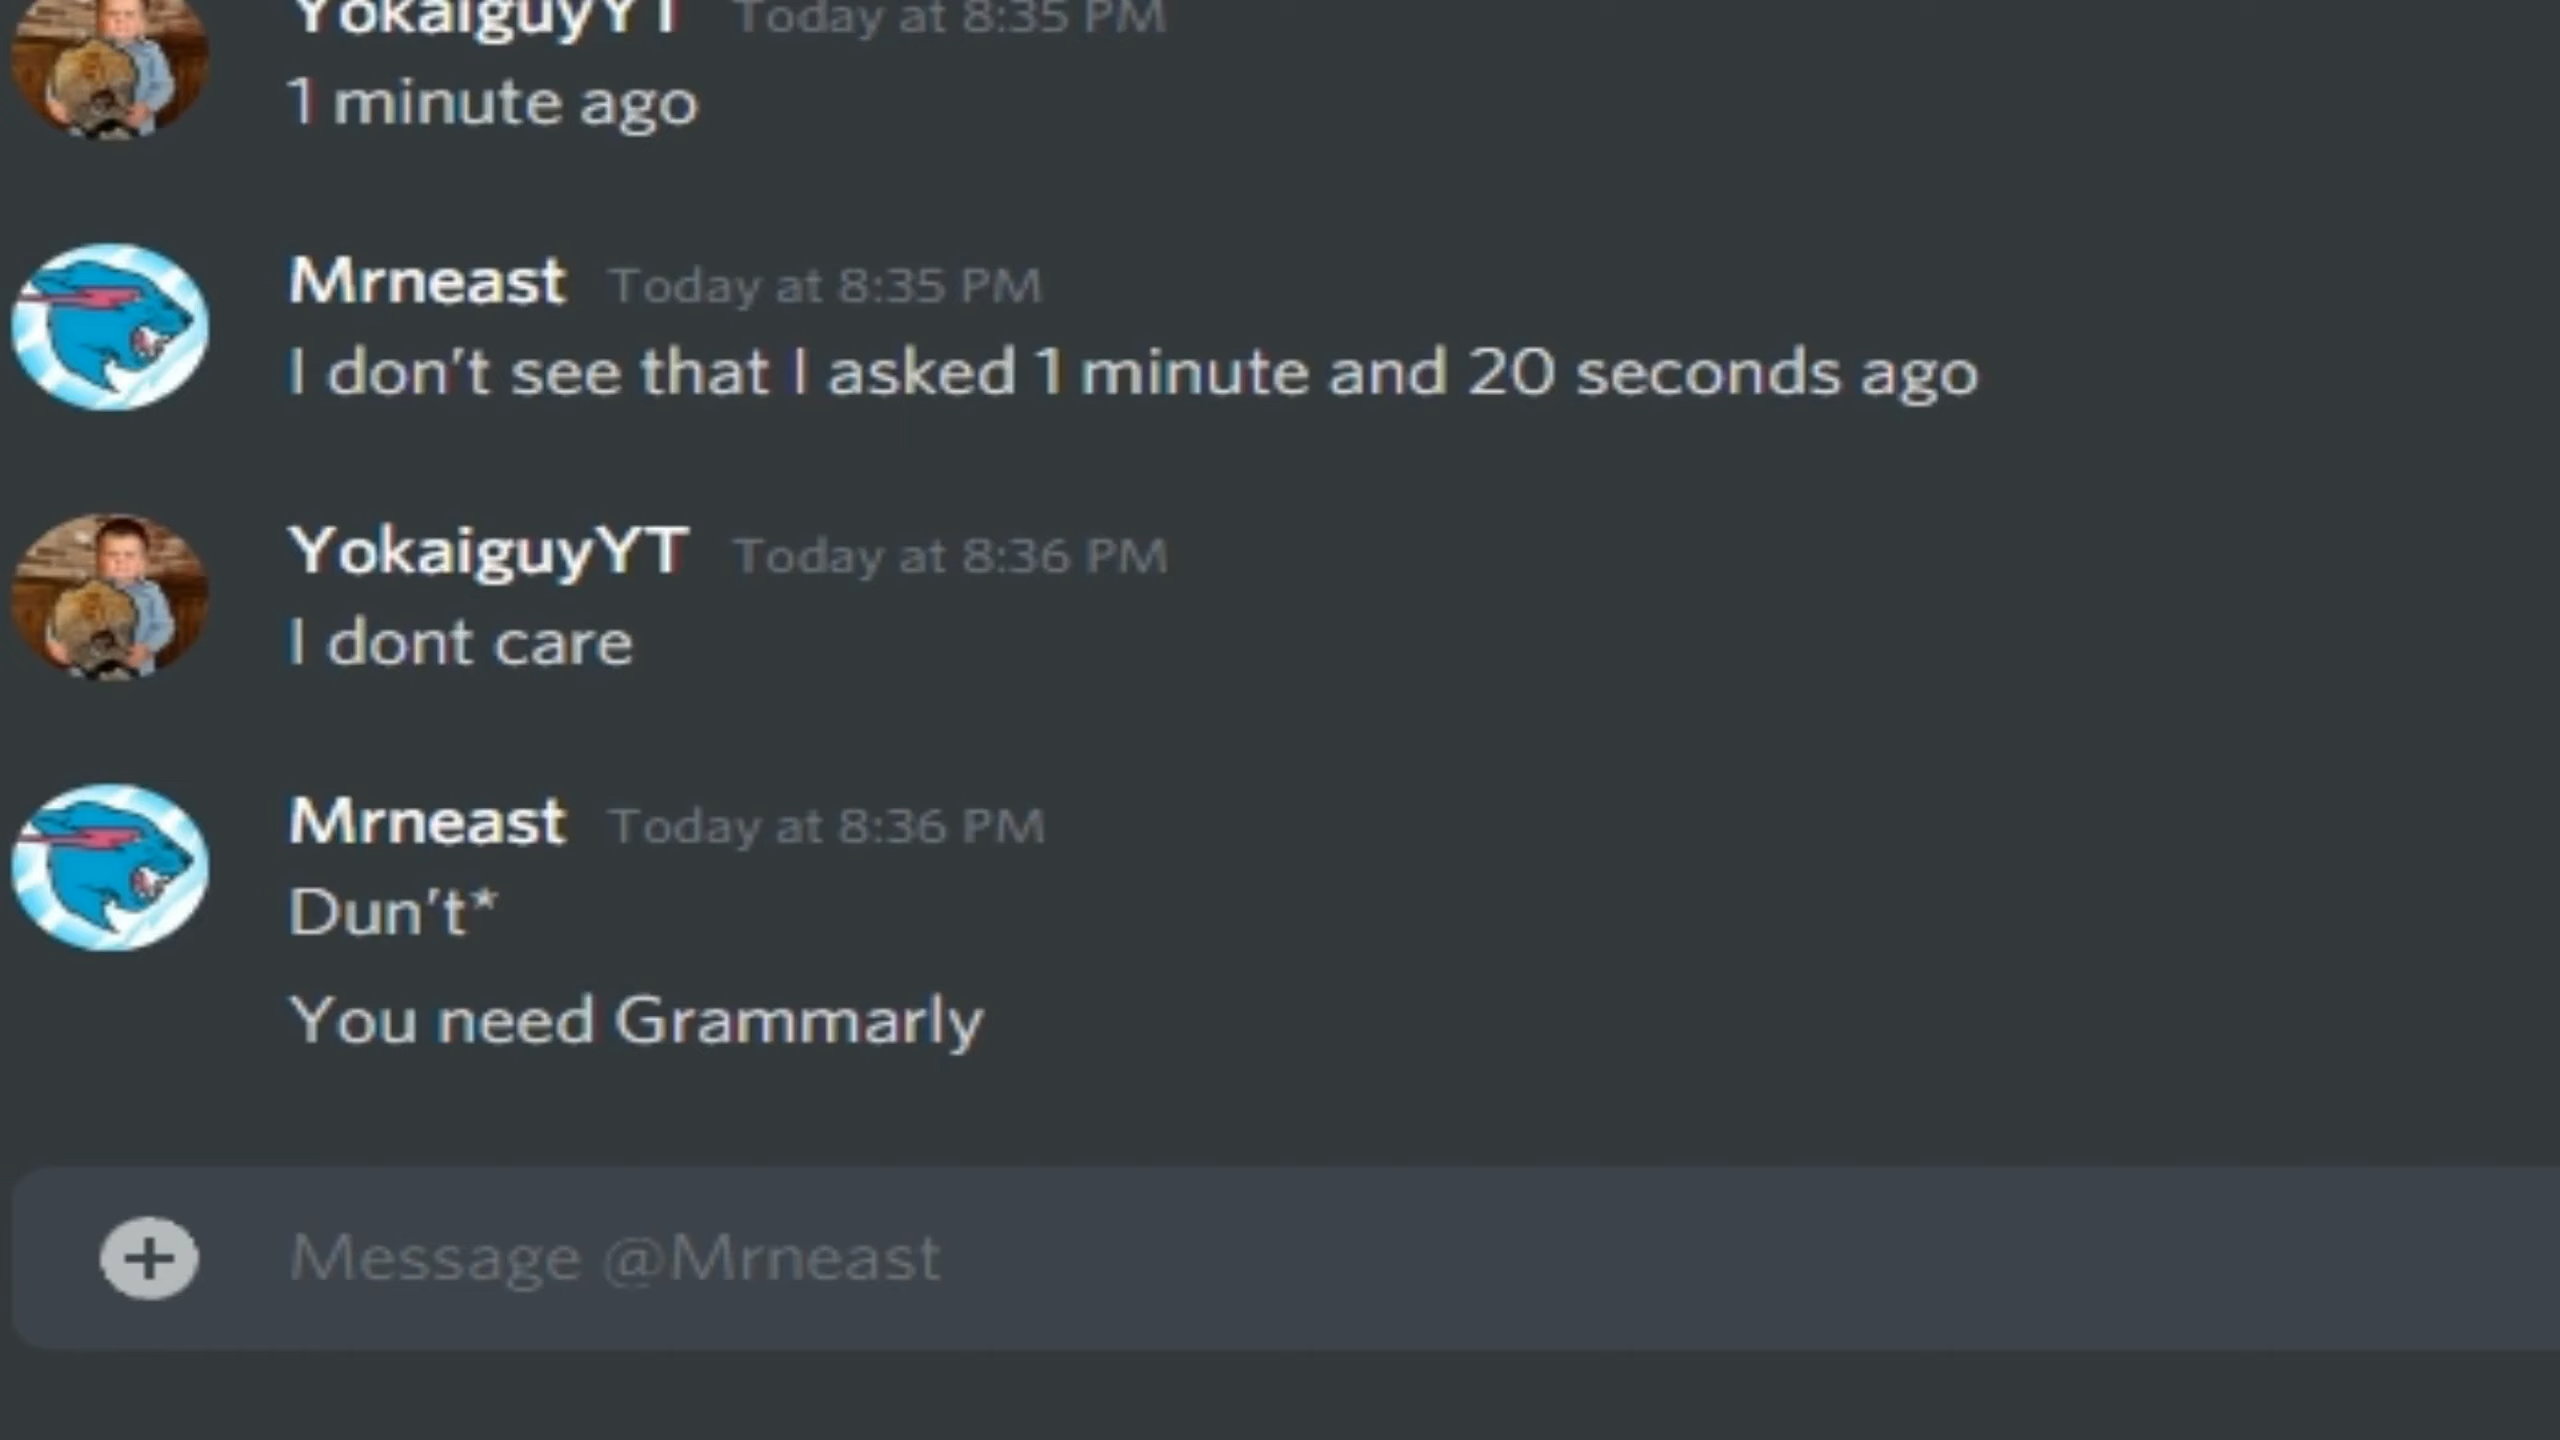 YokaiguyYT Today at 8:35 PM
1 minute ago
Mrneast Today at 8:35 PM
I don't see that I asked 1 minute and 20 seconds ago
YokaiguyYT Today at 8:36 PM
I dont care
Mrneast Today at 8:36 PM
Dun't*
You need Grammarly
Message @Mrneast